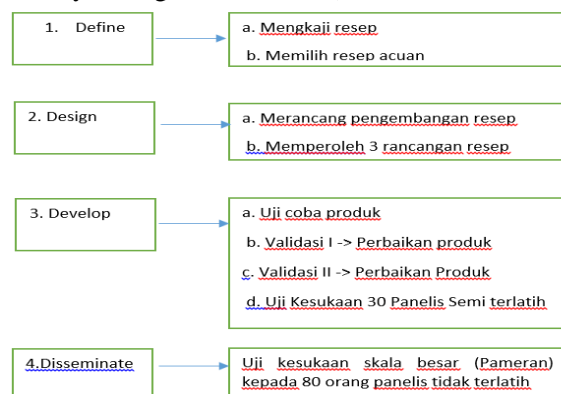 1. Define
a. Mengkaji resep
b. Memilih resep acuan
2. Design
a. Merancang pengembangan resep
b. Memperoleh 3 rancangan resep
3. Develop
a. Uji coba produk
b. Validasi I -> Perbaikan produk
c. Validasi II -> Perbaikan Produk
d. Uji Kesukaan 30 Panelis Semi terlatih
4.Disseminate
Uji kesukaan skala besar (Pameran)
kepada 80 orang panelis tidak terlatih